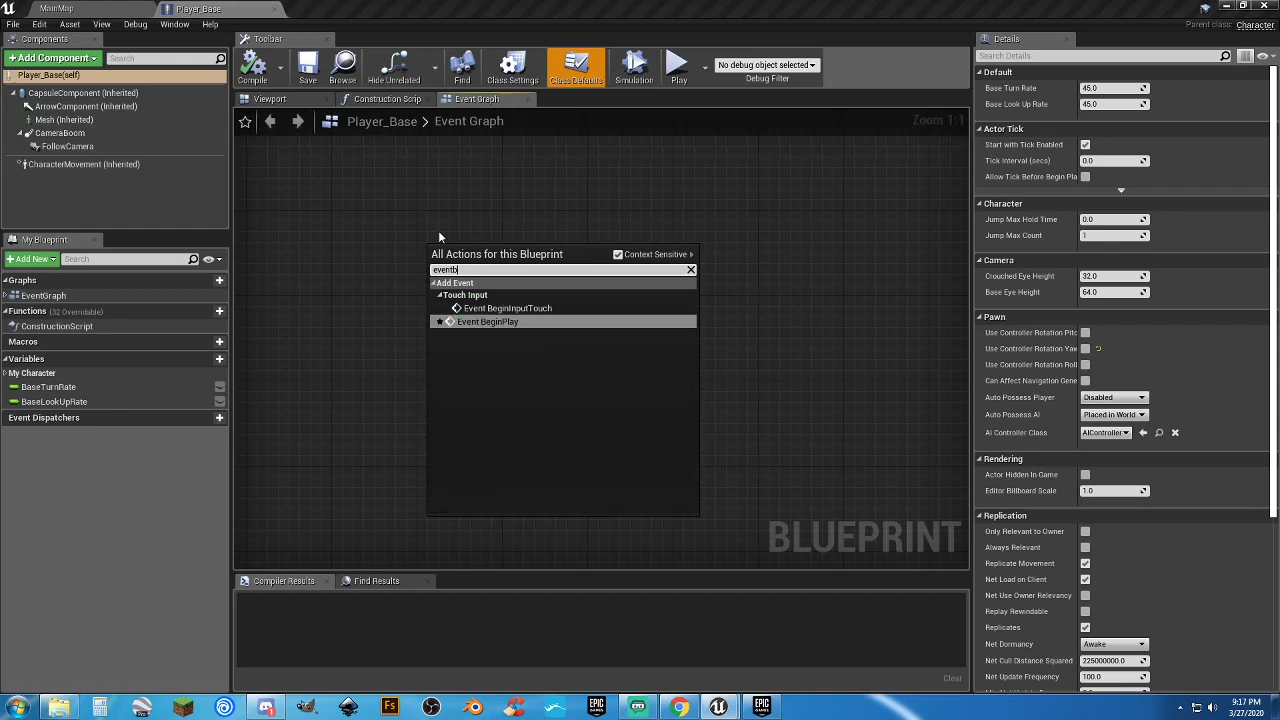 MainMap
Player_Base
File Edit Asset View Debug Window Help
Parent class: Character
Components
Add Component
Search
Player_Base(self)
CapsuleComponent (Inherited)
ArrowComponent (Inherited)
Mesh (Inherited)
CameraBoom
FollowCamera
CharacterMovement (Inherited)
My Blueprint
Add New
Search
Graphs
EventGraph
Functions (32 Overridable)
ConstructionScript
Macros
Variables
My Character
BaseTurnRate
BaseLookUpRate
Event Dispatchers
Toolbar
Compile
Save
Browse
Hide Unrelated
Find
Class Settings
Class Defaults
Simulation
Play
No debug object selected
Debug Filter
Viewport
Construction Scrip
Event Graph
Player_Base > Event Graph
Zoom 1:1
All Actions for this Blueprint
Context Sensitive
eventb
Add Event
Touch Input
Event BeginInputTouch
Event BeginPlay
BLUEPRINT
Compiler Results
Find Results
Clear
Details
Search Details
Default
Base Turn Rate 45.0
Base Look Up Rate 45.0
Actor Tick
Start with Tick Enabled
Tick Interval (secs) 0.0
Allow Tick Before Begin Pla
Character
Jump Max Hold Time 0.0
Jump Max Count 1
Camera
Crouched Eye Height 32.0
Base Eye Height 64.0
Pawn
Use Controller Rotation Pitc
Use Controller Rotation Yaw
Use Controller Rotation Roll
Can Affect Navigation Gene
Auto Possess Player Disabled
Auto Possess AI Placed in World
AI Controller Class AIController
Rendering
Actor Hidden In Game
Editor Billboard Scale 1.0
Replication
Only Relevant to Owner
Always Relevant
Replicate Movement
Net Load on Client
Net Use Owner Relevancy
Replay Rewindable
Replicates
Net Dormancy Awake
Net Cull Distance Squared 225000000.0
Net Update Frequency 100.0
Pro
Fs
EPIC GAMES
EPIC GAMES
9:17 PM
3/27/2020